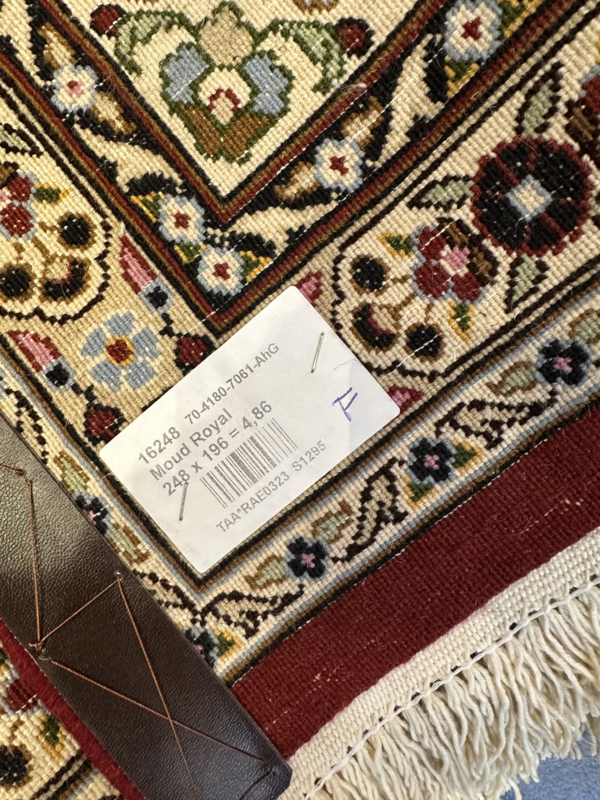 16248 70-4180-7061-AhG
Moud Royal
248 x 196 = 4,86
TAA*RAE0323 S1295
F